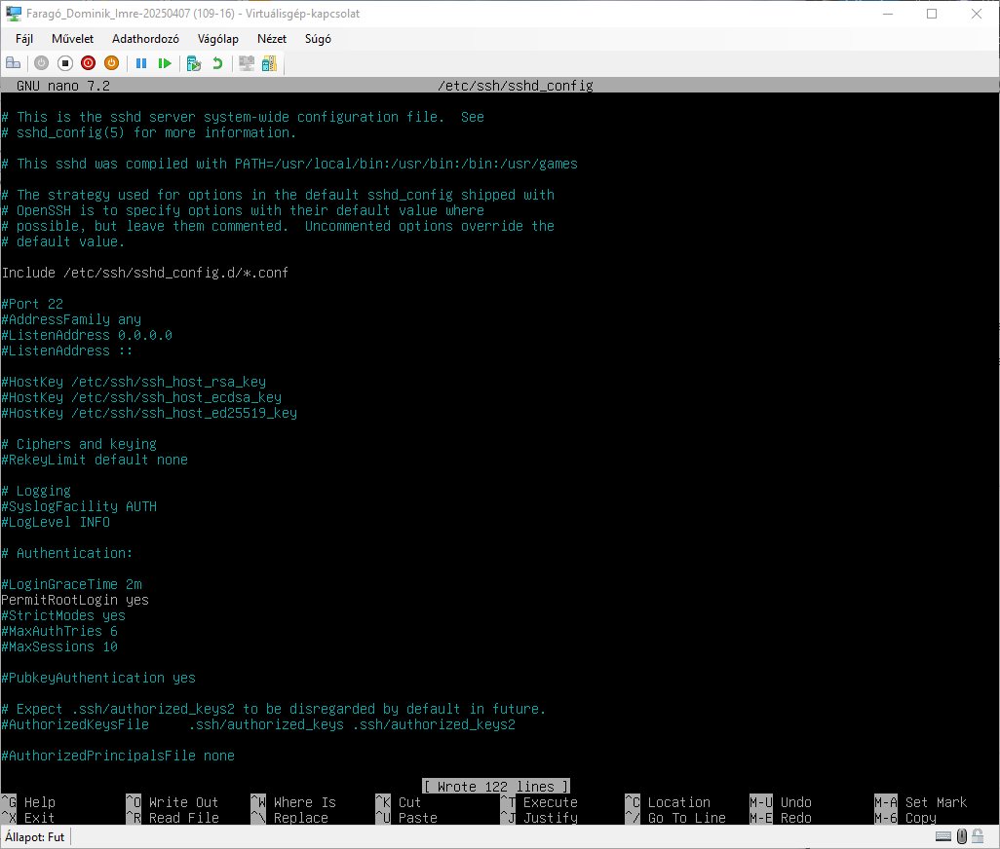 Faragó_Dominik_Imre-20250407 (109-16) - Virtuálisgép-kapcsolat
Fájl Művelet Adathordozó Vágólap Nézet Súgó
GNU nano 7.2 /etc/ssh/sshd_config
# This is the sshd server system-wide configuration file.  See
# sshd_config(5) for more information.
# This sshd was compiled with PATH=/usr/local/bin:/usr/bin:/bin:/usr/games
# The strategy used for options in the default sshd_config shipped with
# OpenSSH is to specify options with their default value where
# possible, but leave them commented.  Uncommented options override the
# default value.
Include /etc/ssh/sshd_config.d/*.conf
#Port 22
#AddressFamily any
#ListenAddress 0.0.0.0
#ListenAddress ::
#HostKey /etc/ssh/ssh_host_rsa_key
#HostKey /etc/ssh/ssh_host_ecdsa_key
#HostKey /etc/ssh/ssh_host_ed25519_key
# Ciphers and keying
#RekeyLimit default none
# Logging
#SyslogFacility AUTH
#LogLevel INFO
# Authentication:
#LoginGraceTime 2m
PermitRootLogin yes
#StrictModes yes
#MaxAuthTries 6
#MaxSessions 10
#PubkeyAuthentication yes
# Expect .ssh/authorized_keys2 to be disregarded by default in future.
#AuthorizedKeysFile     .ssh/authorized_keys .ssh/authorized_keys2
#AuthorizedPrincipalsFile none
[ Wrote 122 lines ]
^G Help ^O Write Out ^W Where Is ^K Cut ^T Execute ^C Location M-U Undo M-A Set Mark
^X Exit ^R Read File ^\ Replace ^U Paste ^J Justify ^/ Go To Line M-E Redo M-6 Copy
Állapot: Fut